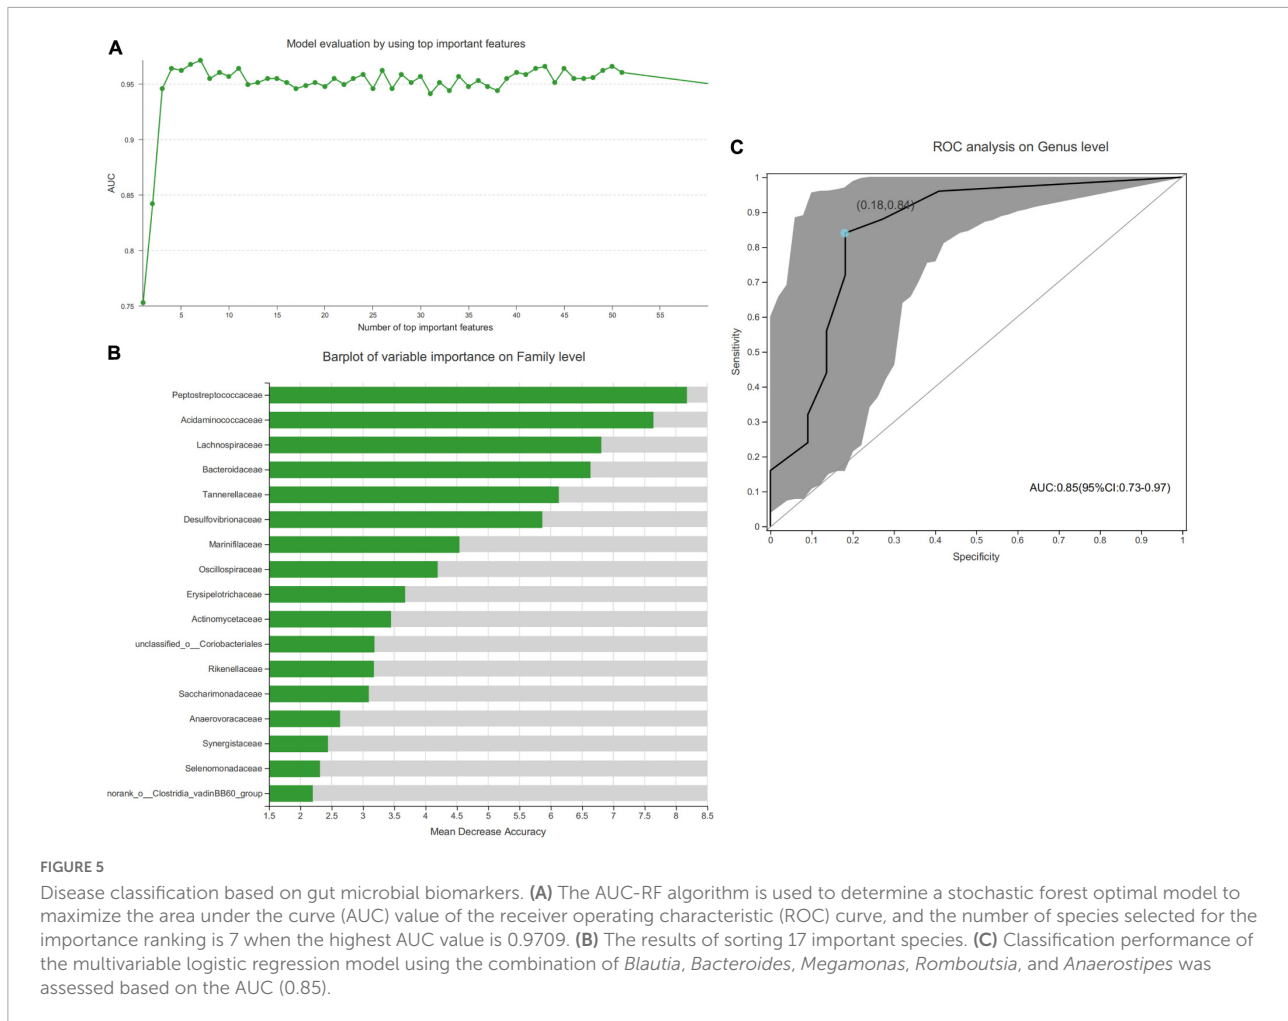 A
Model evaluation by using top important features
0.95
0.9
0.85
0.8
0.75
AUC
5 10 15 20 25 30 35 40 45 50 55
Number of top important features
B
Barplot of variable importance on Family level
Peptostreptococcaceae
Acidaminococcaceae
Lachnospiraceae
Bacteroidaceae
Tannerellaceae
Desulfovibrionaceae
Marinifilaceae
Oscillospiraceae
Erysipelotrichaceae
Actinomycetaceae
unclassified_o__Coriobacteriales
Rikenellaceae
Saccharimonadaceae
Anaerovoracaceae
Synergistaceae
Selenomonadaceae
norank_o__Clostridia_vadinBB60_group
1.5 2 2.5 3 3.5 4 4.5 5 5.5 6 6.5 7 7.5 8 8.5
Mean Decrease Accuracy
C
ROC analysis on Genus level
1
0.9
0.8
0.7
0.6
0.5
0.4
0.3
0.2
0.1
0
Sensitivity
(0.18,0.84)
AUC:0.85(95%CI:0.73-0.97)
0 0.1 0.2 0.3 0.4 0.5 0.6 0.7 0.8 0.9 1
Specificity
FIGURE 5
Disease classification based on gut microbial biomarkers. (A) The AUC-RF algorithm is used to determine a stochastic forest optimal model to
maximize the area under the curve (AUC) value of the receiver operating characteristic (ROC) curve, and the number of species selected for the
importance ranking is 7 when the highest AUC value is 0.9709. (B) The results of sorting 17 important species. (C) Classification performance of
the multivariable logistic regression model using the combination of Blautia, Bacteroides, Megamonas, Romboutsia, and Anaerostipes was
assessed based on the AUC (0.85).